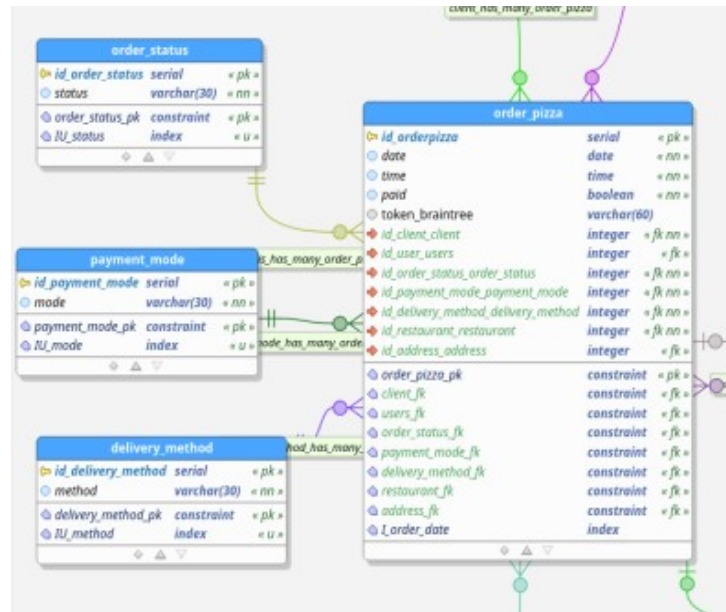 client_has_many_order_pizza
order_status
id_order_status serial « pk »
status varchar(30) « nn »
order_status_pk constraint « pk »
IU_status index « u »
order_pizza
id_orderpizza serial « pk »
date date « nn »
time time « nn »
paid boolean « nn »
token_braintree varchar(60)
id_client_client integer « fk nn »
id_user_users integer « fk »
id_order_status_order_status integer « fk nn »
id_payment_mode_payment_mode integer « fk nn »
id_delivery_method_delivery_method integer « fk nn »
id_restaurant_restaurant integer « fk nn »
id_address_address integer « fk »
order_pizza_pk constraint « pk »
client_fk constraint « fk »
users_fk constraint « fk »
order_status_fk constraint « fk »
payment_mode_fk constraint « fk »
delivery_method_fk constraint « fk »
restaurant_fk constraint « fk »
address_fk constraint « fk »
I_order_date index
s_has_many_order_p
payment_mode
id_payment_mode serial « pk »
mode varchar(30) « nn »
payment_mode_pk constraint « pk »
IU_mode index « u »
mode_has_many_orde
delivery_method
id_delivery_method serial « pk »
method varchar(30) « nn »
delivery_method_pk constraint « pk »
IU_method index « u »
hod_has_many_